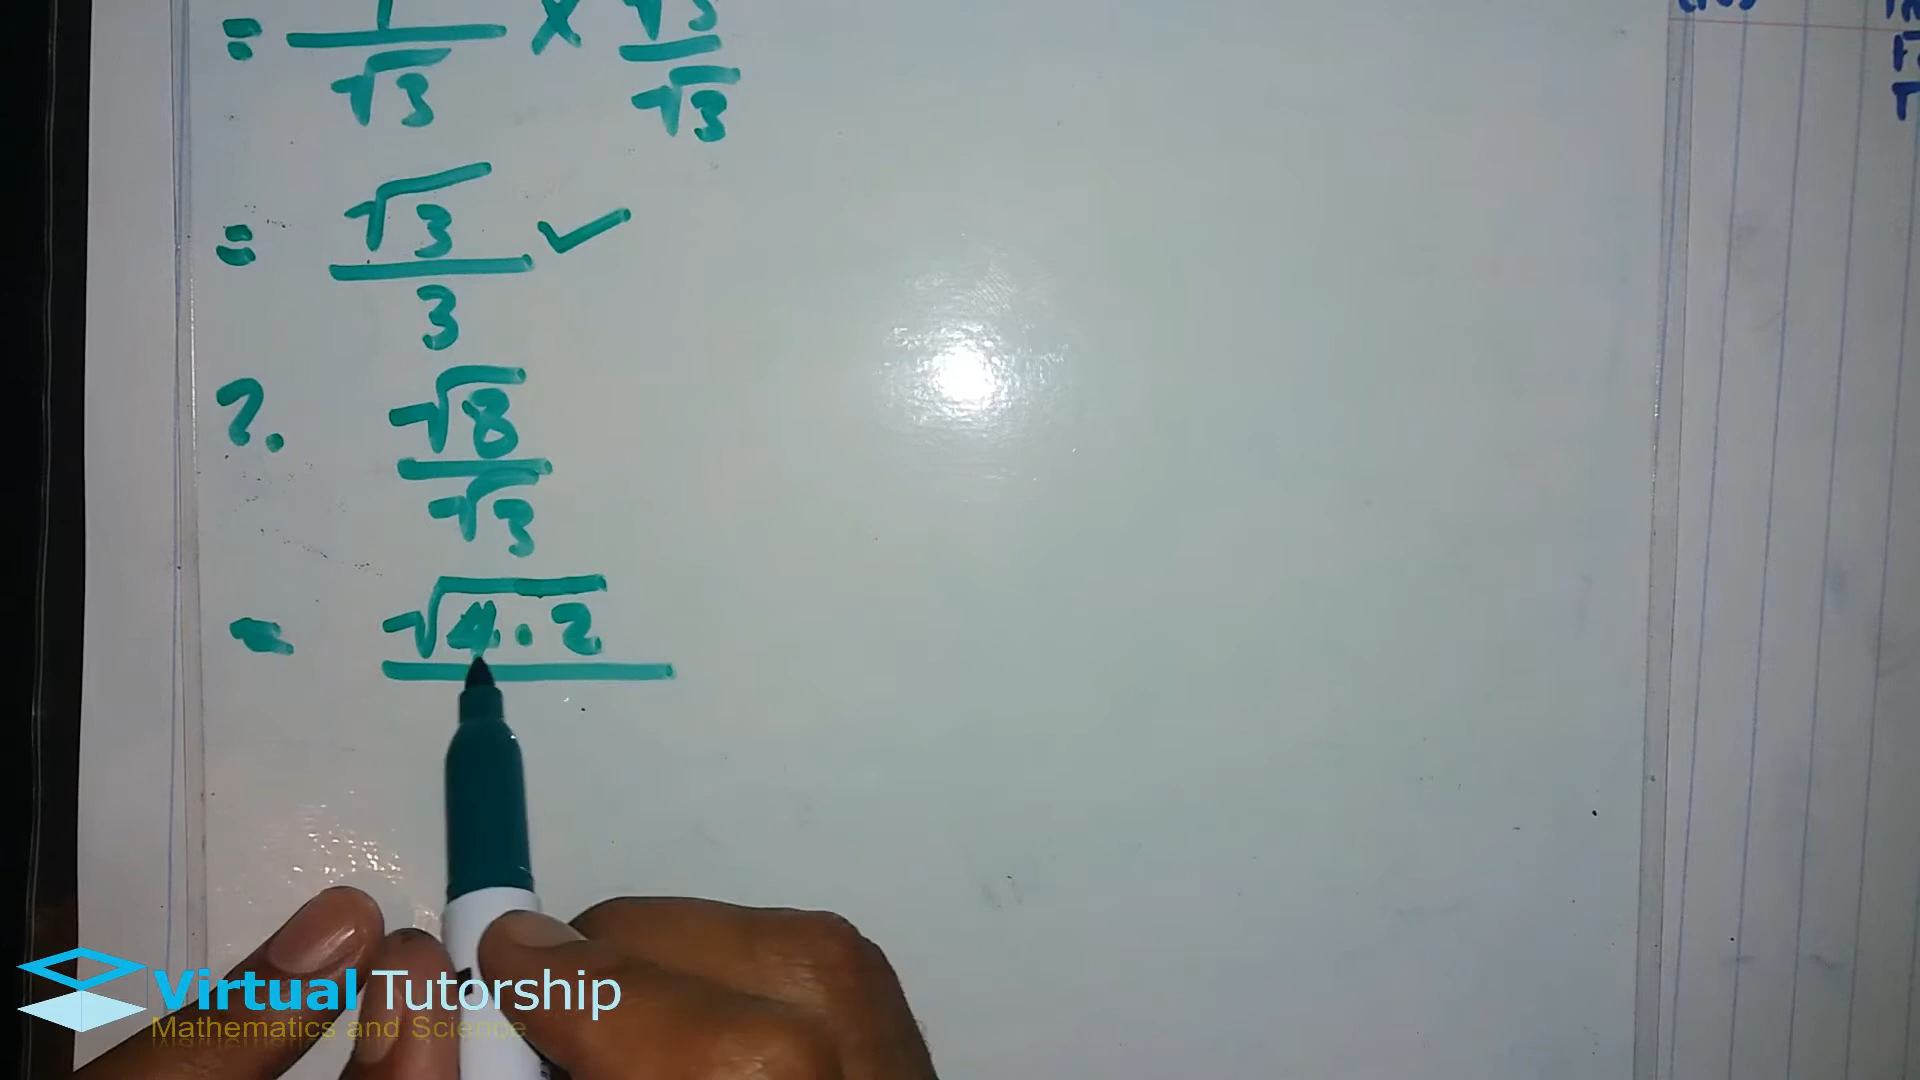 = 1/√3 × √3/√3
= √3/3 ✓
2. √8/√3
= √4·2
Virtual Tutorship
Mathematics and Science